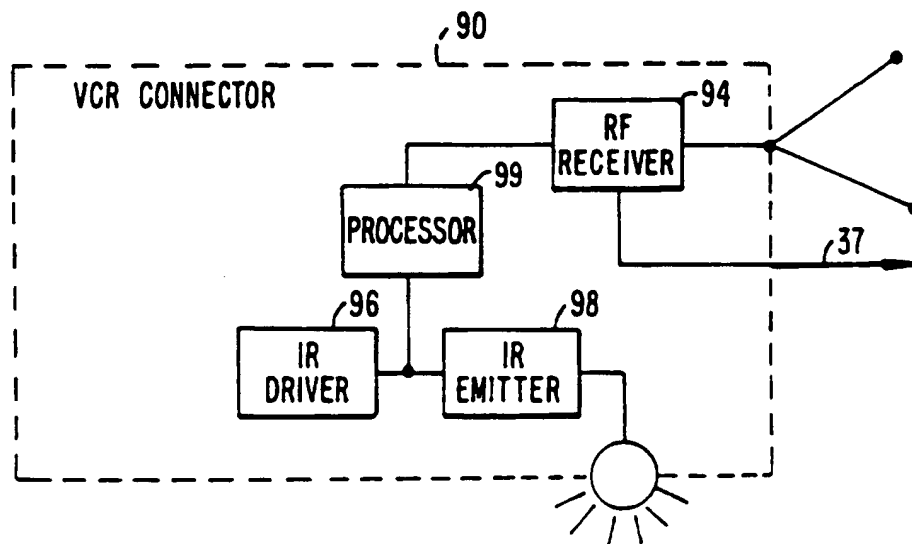 90
VCR CONNECTOR
94
RF
RECEIVER
99
PROCESSOR
37
96
IR
DRIVER
98
IR
EMITTER